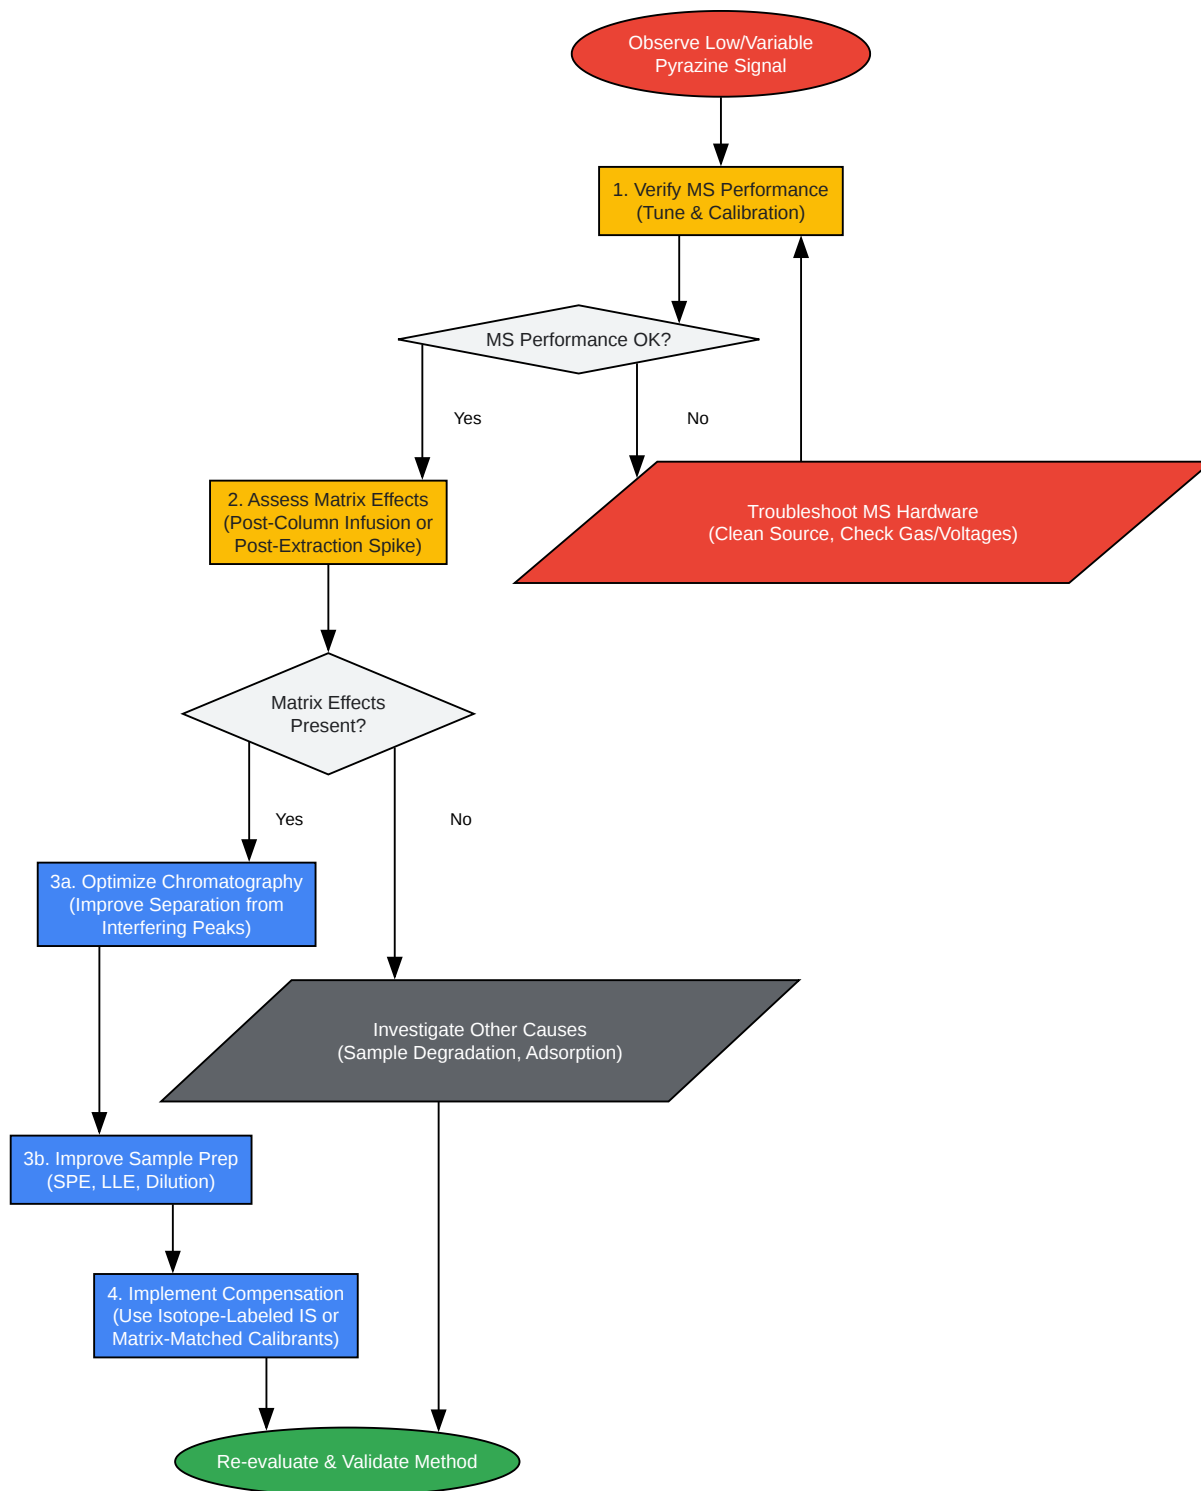 Observe Low/Variable
Pyrazine Signal
1. Verify MS Performance
(Tune & Calibration)
MS Performance OK?
Yes
No
2. Assess Matrix Effects
(Post-Column Infusion or
Post-Extraction Spike)
Troubleshoot MS Hardware
(Clean Source, Check Gas/Voltages)
Matrix Effects
Present?
Yes
No
3a. Optimize Chromatography
(Improve Separation from
Interfering Peaks)
Investigate Other Causes
(Sample Degradation, Adsorption)
3b. Improve Sample Prep
(SPE, LLE, Dilution)
4. Implement Compensation
(Use Isotope-Labeled IS or
Matrix-Matched Calibrants)
Re-evaluate & Validate Method